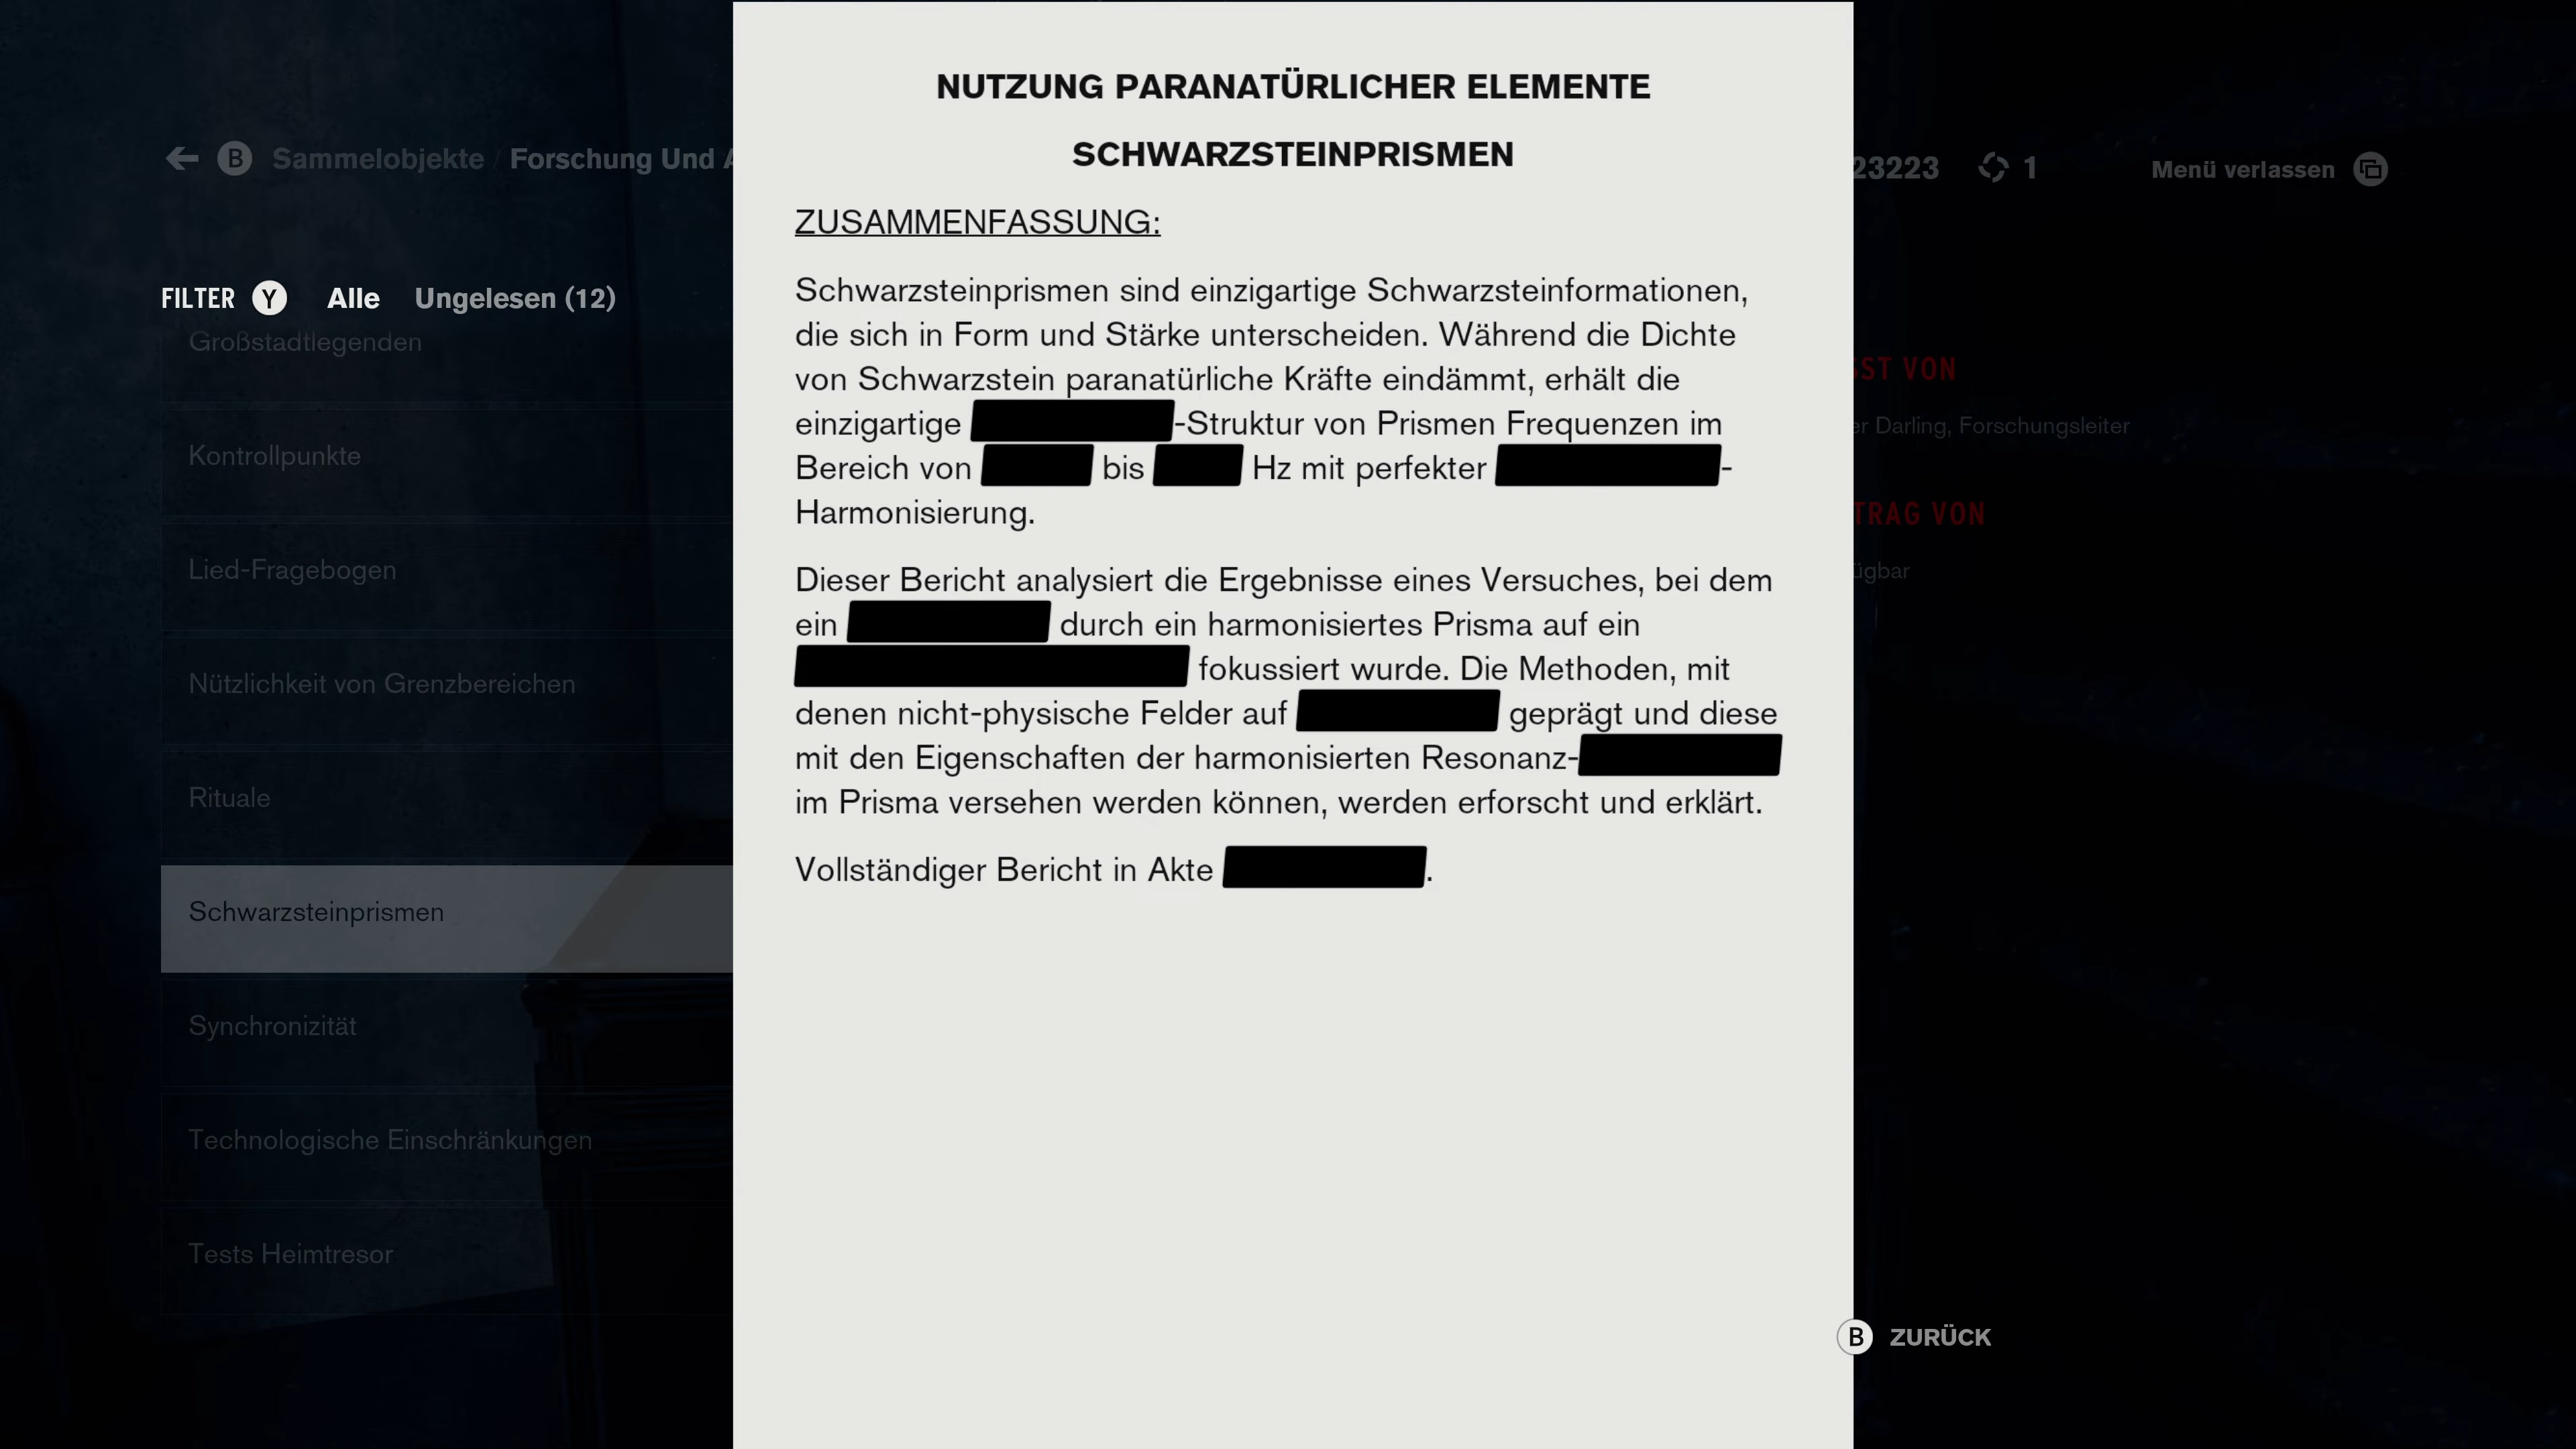 NUTZUNG PARANATÜRLICHER ELEMENTE
SCHWARZSTEINPRISMEN
ZUSAMMENFASSUNG:
Schwarzsteinprismen sind einzigartige Schwarzsteinformationen,
die sich in Form und Stärke unterscheiden. Während die Dichte
von Schwarzstein paranatürliche Kräfte eindämmt, erhält die
einzigartige -Struktur von Prismen Frequenzen im
Bereich von bis Hz mit perfekter -
Harmonisierung.
Dieser Bericht analysiert die Ergebnisse eines Versuches, bei dem
ein durch ein harmonisiertes Prisma auf ein
fokussiert wurde. Die Methoden, mit
denen nicht-physische Felder auf geprägt und diese
mit den Eigenschaften der harmonisierten Resonanz-
im Prisma versehen werden können, werden erforscht und erklärt.
Vollständiger Bericht in Akte .
B Sammelobjekte / Forschung Und A
FILTER Y Alle Ungelesen (12)
Großstadtlegenden
Kontrollpunkte
Lied-Fragebogen
Nützlichkeit von Grenzbereichen
Rituale
Schwarzsteinprismen
Synchronizität
Technologische Einschränkungen
Tests Heimtresor
23223 1 Menü verlassen
SST VON
er Darling, Forschungsleiter
TRAG VON
ügbar
B ZURÜCK